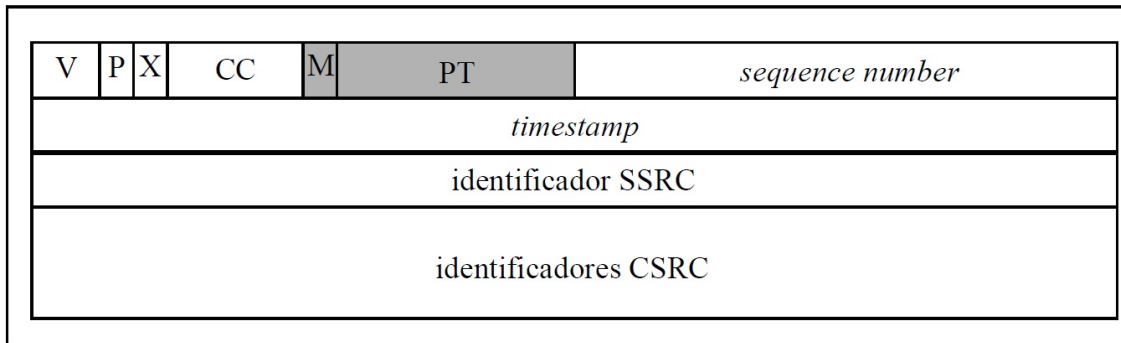 V P X CC M PT sequence number
timestamp
identificador SSRC
identificadores CSRC